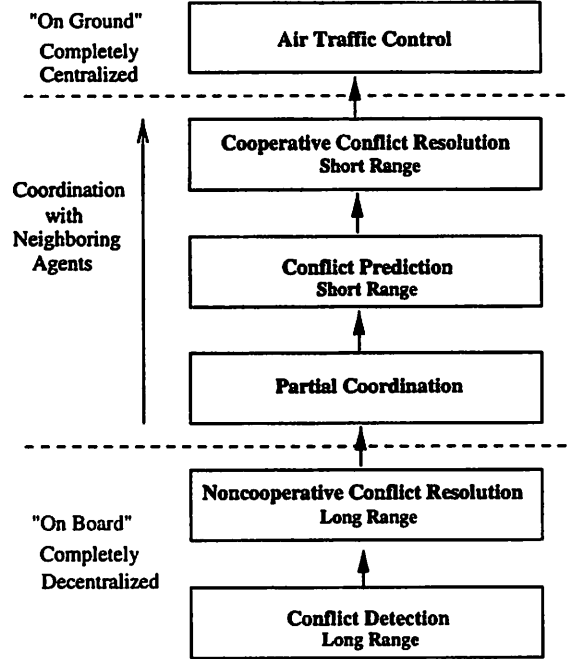 "On Ground"
Completely
Centralized
Air Traffic Control
Cooperative Conflict Resolution
Short Range
Coordination
with
Neighboring
Agents
Conflict Prediction
Short Range
Partial Coordination
Noncooperative Conflict Resolution
Long Range
"On Board"
Completely
Decentralized
Conflict Detection
Long Range